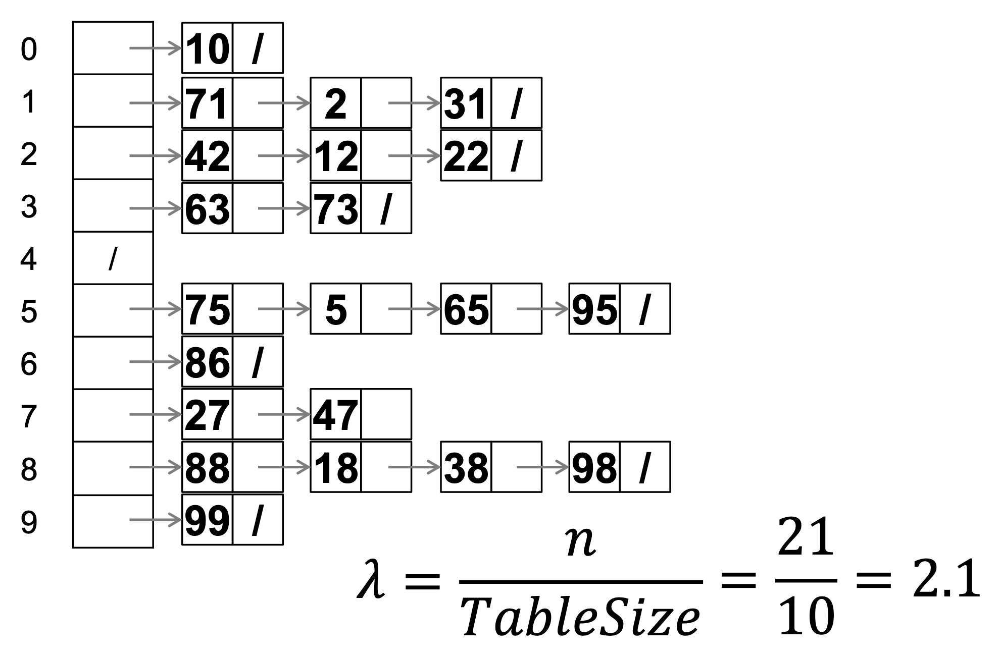 0 10 /
1 71 2 31 /
2 42 12 22 /
3 63 73 /
4 /
5 75 5 65 95 /
6 86 /
7 27 47
8 88 18 38 98 /
9 99 /
λ = n / TableSize = 21 / 10 = 2.1